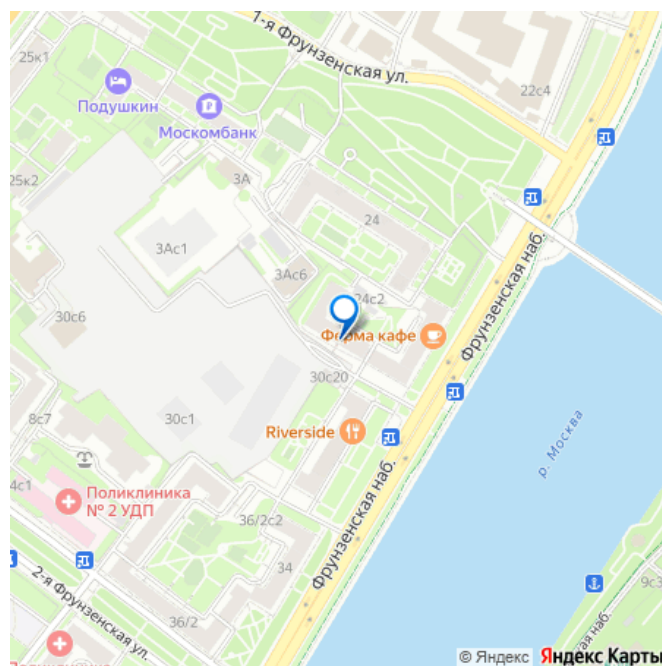 1-я Фрунзенская ул.
25к1
22с4
Подушкин
Москомбанк
3А
25к2
24
3Ас1
3Ас6
Фрунзенская наб.
24с2
30с6
Форма кафе
30с20
8с7
30с1
Riverside
р. Москва
4с1
Поликлиника
№ 2 УДП
36/2с2
Фрунзенская наб.
34
2-я Фрунзенская ул.
36/2
9с3
наб.
© Яндекс Яндекс Карты